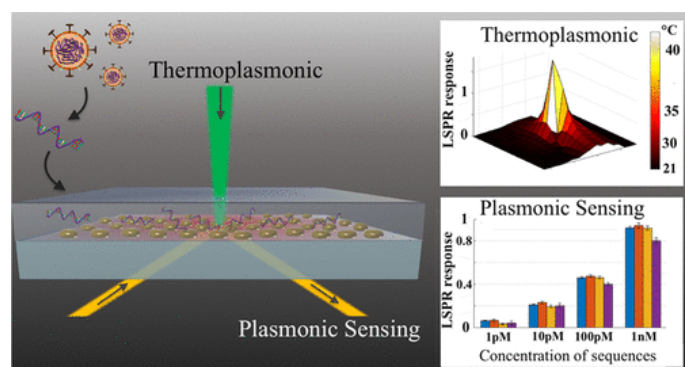 Thermoplasmonic
Plasmonic Sensing
Thermoplasmonic
°C
LSPR response
1
0
40
35
30
21
Plasmonic Sensing
LSPR response
1
0.8
0.4
0
1pM 10pM 100pM 1nM
Concentration of sequences